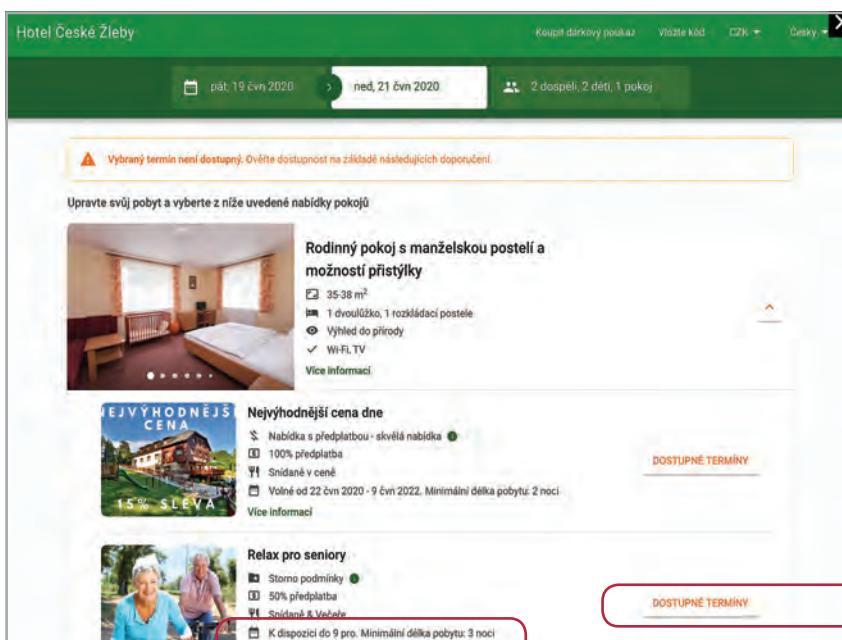 Hotel České Žleby
Koupit dárkový poukaz Vložte kód CZK Česky
pát, 19 čvn 2020 ned, 21 čvn 2020 2 dospělí, 2 děti, 1 pokoj
Vybraný termín není dostupný. Ověřte dostupnost na základě následujících doporučení.
Upravte svůj pobyt a vyberte z níže uvedené nabídky pokojů
Rodinný pokoj s manželskou postelí a
možností přistýlky
35-38 m²
1 dvoulůžko, 1 rozkládací postele
Výhled do přírody
Wi-Fi, TV
Více informací
NEJVÝHODNĚJŠÍ
CENA
15% SLEVA
Nejvýhodnější cena dne
Nabídka s předplatbou - skvělá nabídka
100% předplatba
Snídaně v ceně
Volné od 22 čvn 2020 - 9 čvn 2022. Minimální délka pobytu: 2 noci
Více informací
DOSTUPNÉ TERMÍNY
Relax pro seniory
Storno podmínky
50% předplatba
Snídaně & Večeře
K dispozici do 9 pro. Minimální délka pobytu: 3 noci
DOSTUPNÉ TERMÍNY